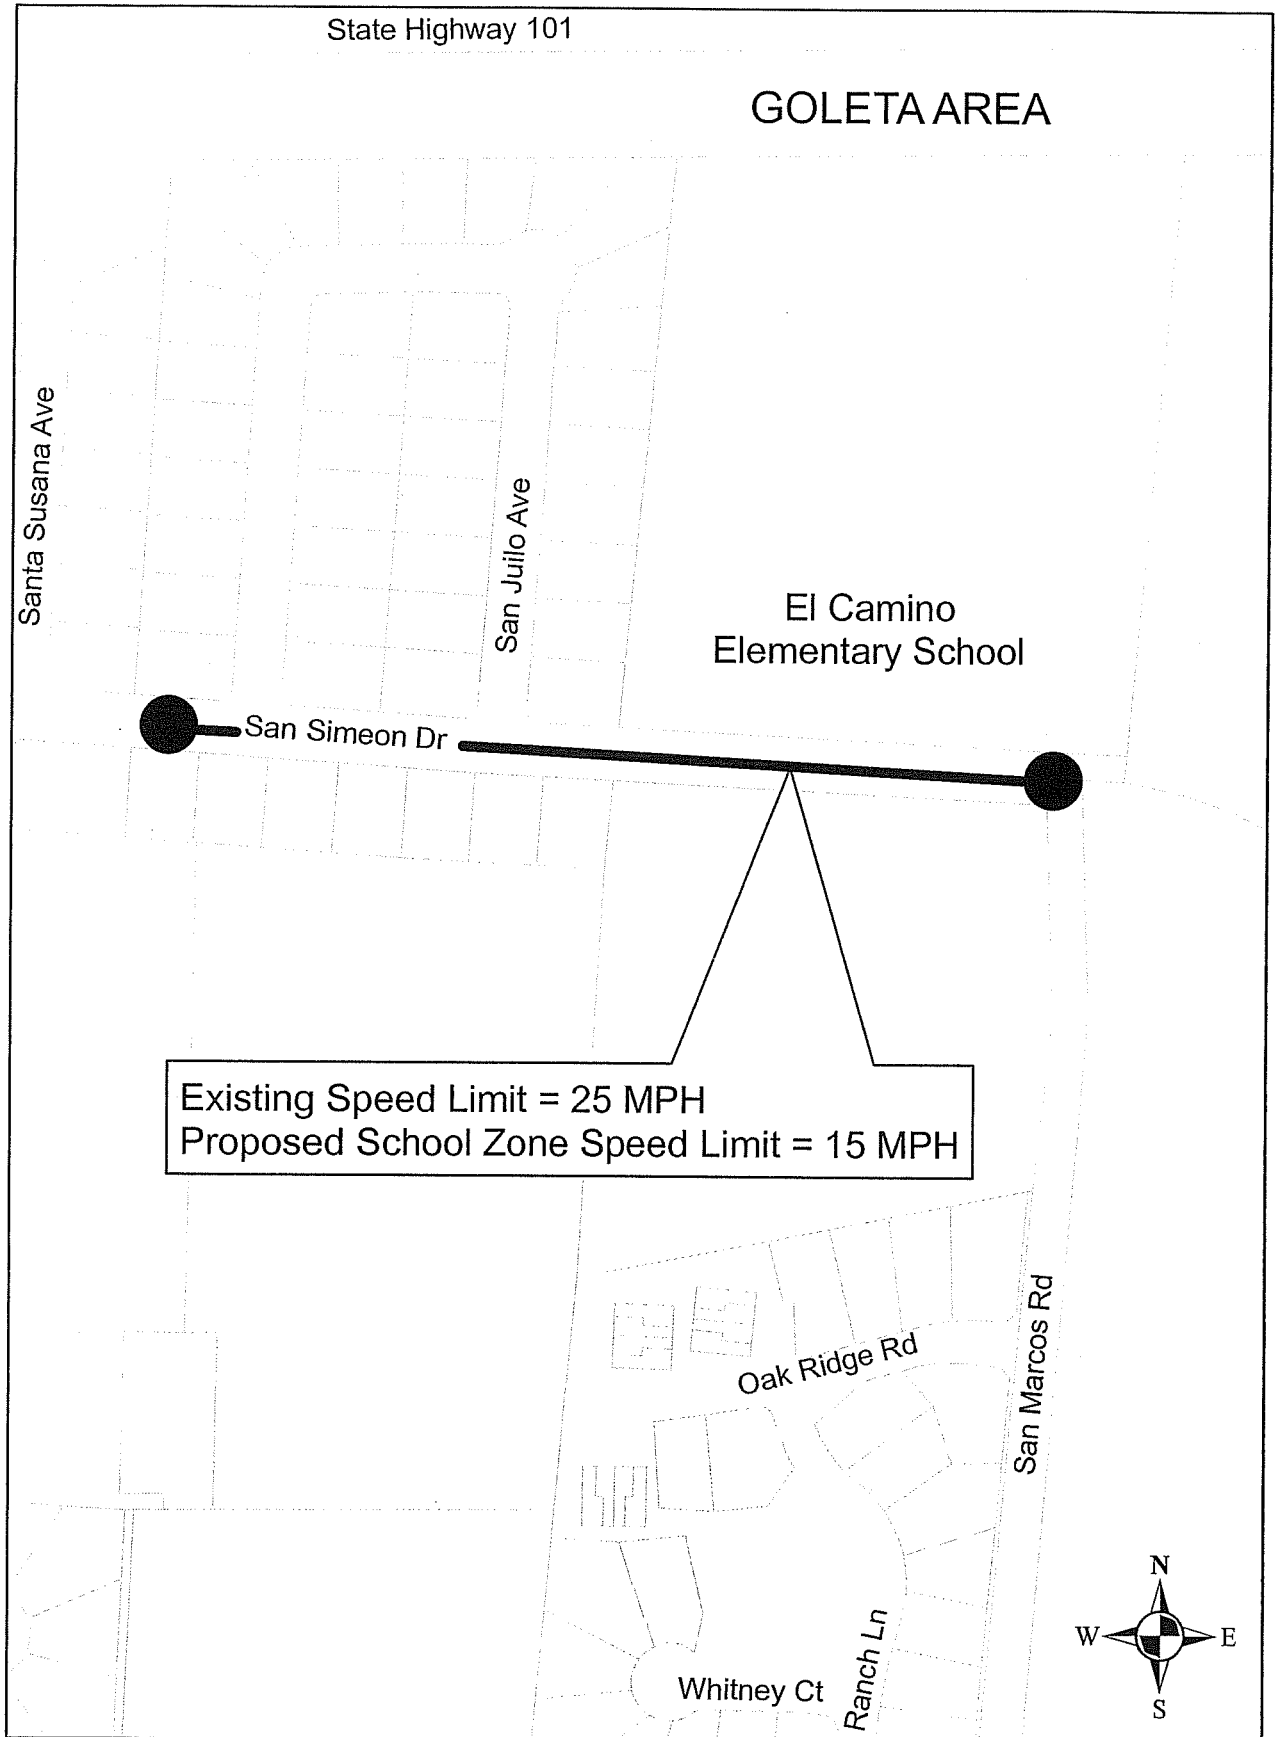 State Highway 101
GOLETA AREA
Santa Susana Ave
San Juilo Ave
El Camino
Elementary School
San Simeon Dr
Existing Speed Limit = 25 MPH
Proposed School Zone Speed Limit = 15 MPH
Oak Ridge Rd
San Marcos Rd
Whitney Ct
Ranch Ln
N
W
E
S